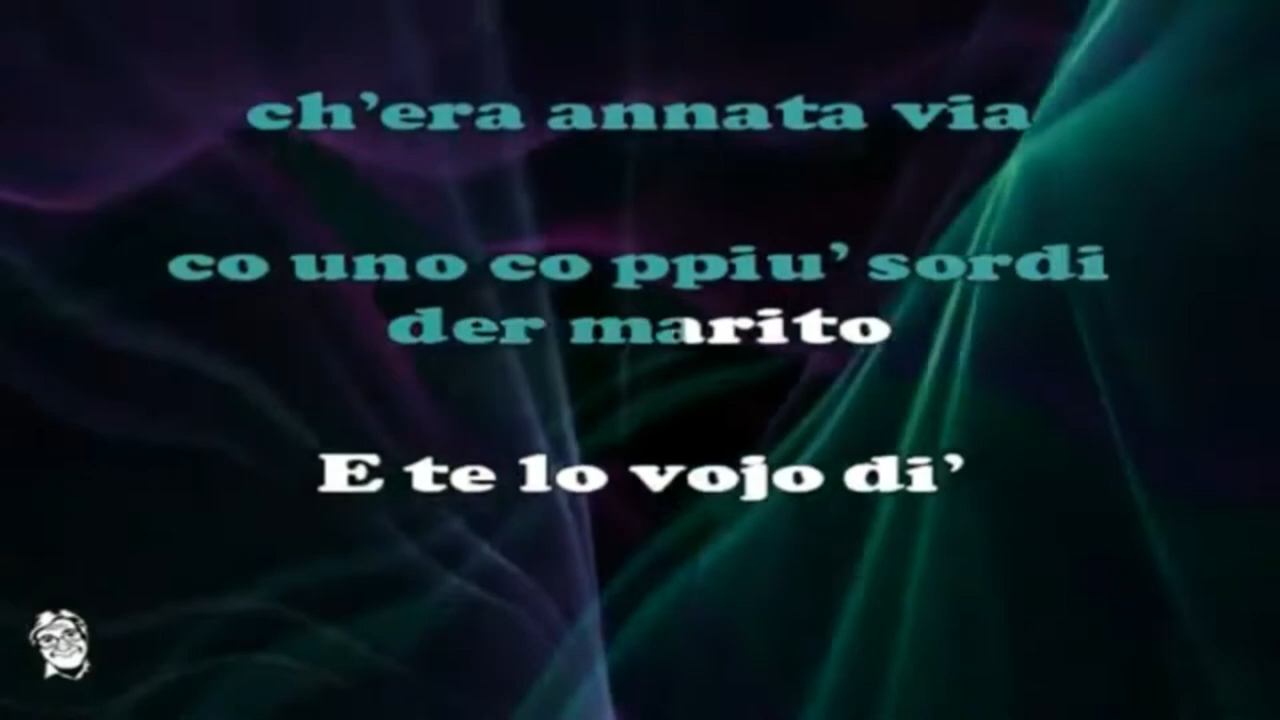 ch’era annata via
co uno co ppiu’ sordi
der marito
E te lo vojo di’